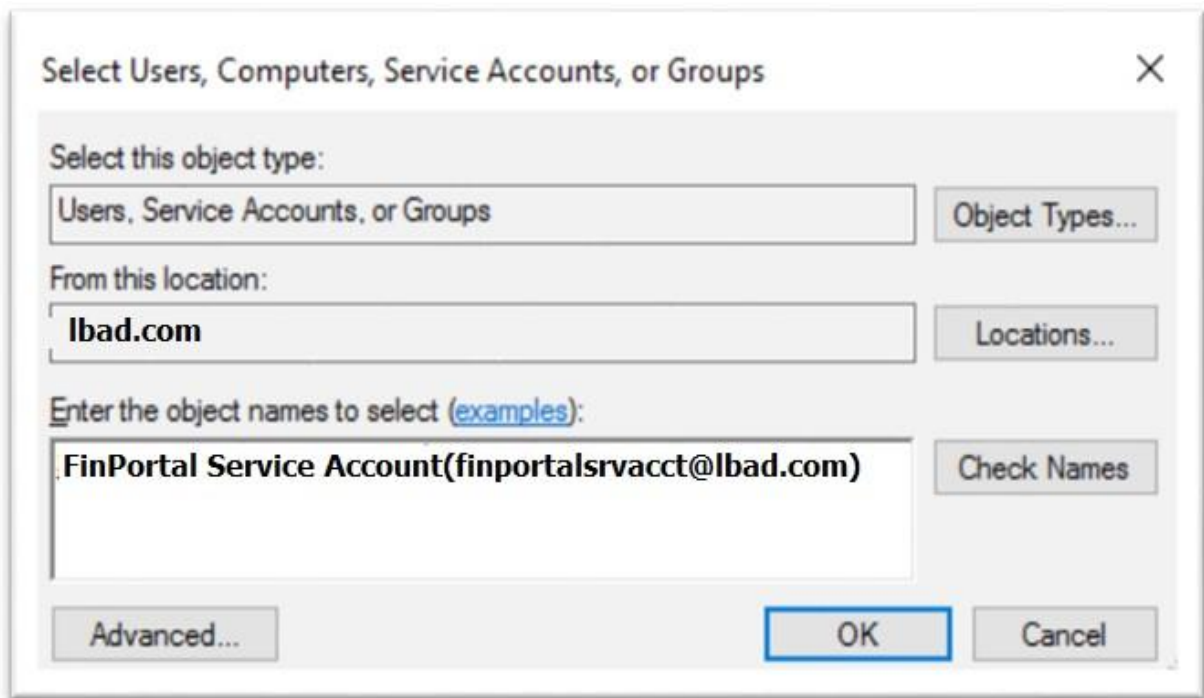 Select Users, Computers, Service Accounts, or Groups
Select this object type:
Users, Service Accounts, or Groups
Object Types...
From this location:
lbad.com
Locations...
Enter the object names to select (examples):
FinPortal Service Account(finportalsrvacct@lbad.com)
Check Names
Advanced...
OK
Cancel